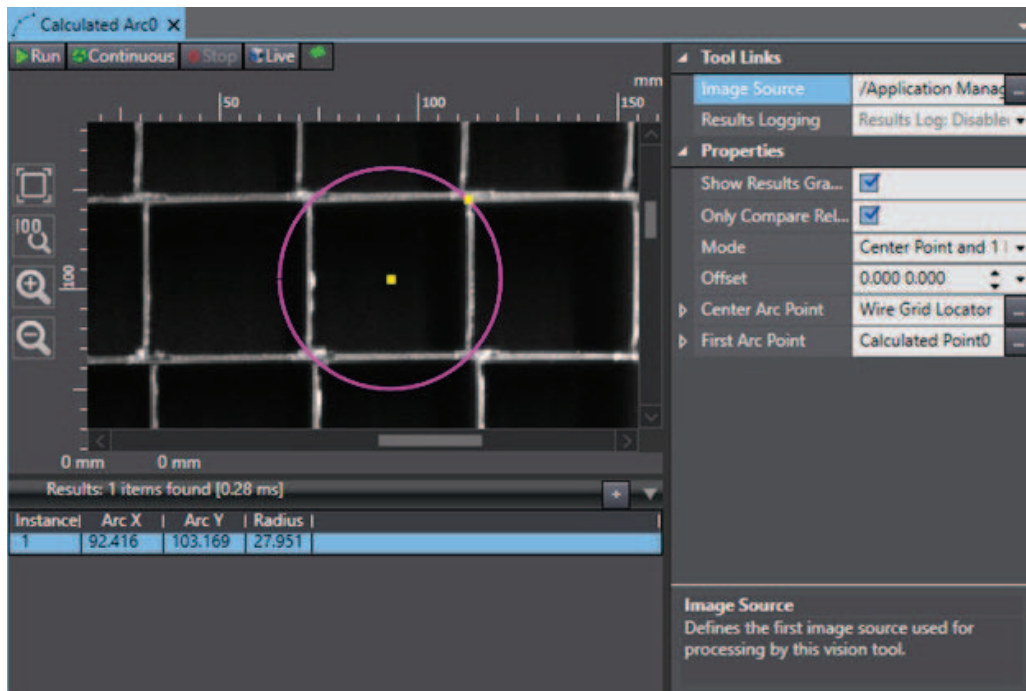 Calculated Arc0 X
Run Continuous Stop Live
mm
50 100 150
100
100
0 mm 0 mm
Results: 1 items found [0.28 ms]
Instance| Arc X | Arc Y | Radius |
1 92.416 103.169 27.951
Tool Links
Image Source /Application Manag ...
Results Logging Results Log: Disable
Properties
Show Results Gra...
Only Compare Rel...
Mode Center Point and 1
Offset 0.000 0.000
Center Arc Point Wire Grid Locator ...
First Arc Point Calculated Point0 ...
Image Source
Defines the first image source used for
processing by this vision tool.